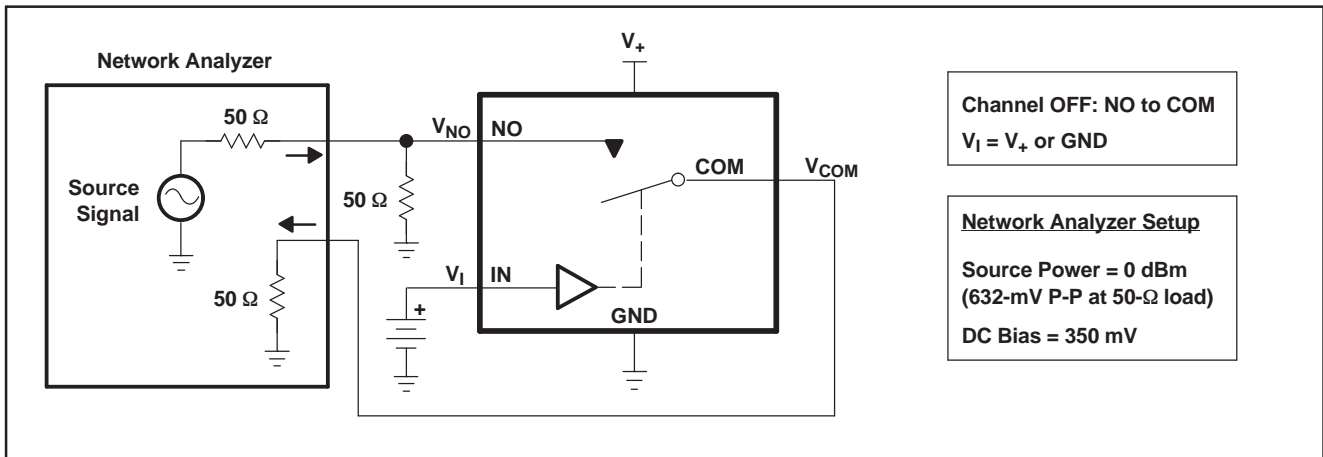 Network Analyzer
50 Ω
Source
Signal
50 Ω
50 Ω
V+
VNO
NO
COM
VCOM
VI
IN
+
GND
Channel OFF: NO to COM
VI = V+ or GND
Network Analyzer Setup
Source Power = 0 dBm
(632-mV P-P at 50-Ω load)
DC Bias = 350 mV